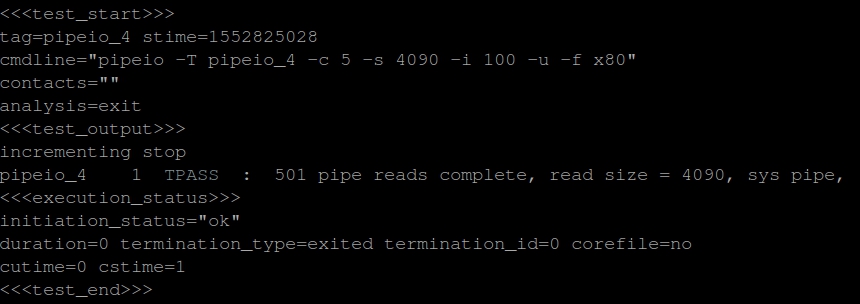 <<<test_start>>>
tag=pipeio_4 stime=1552825028
cmdline="pipeio -T pipeio_4 -c 5 -s 4090 -i 100 -u -f x80"
contacts=""
analysis=exit
<<<test_output>>>
incrementing stop
pipeio_4    1  TPASS  :  501 pipe reads complete, read size = 4090, sys pipe,
<<<execution_status>>>
initiation_status="ok"
duration=0 termination_type=exited termination_id=0 corefile=no
cutime=0 cstime=1
<<<test_end>>>